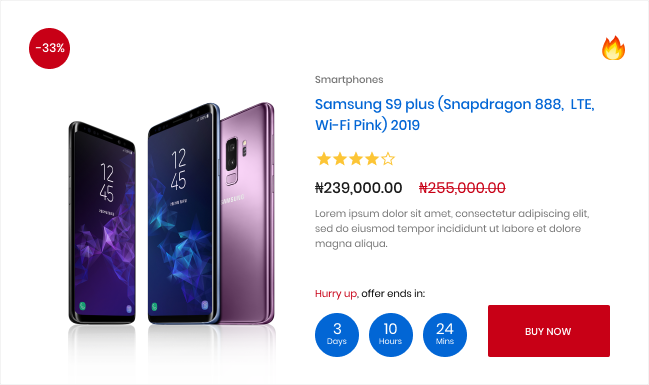 -33%
Smartphones
Samsung S9 plus (Snapdragon 888, LTE,
Wi-Fi Pink) 2019
₦239,000.00 ₦255,000.00
Lorem ipsum dolor sit amet, consectetur adipiscing elit,
sed do eiusmod tempor incididunt ut labore et dolore
magna aliqua.
Hurry up, offer ends in:
3 10 24
Days Hours Mins
BUY NOW
12
45
12
45
SAMSUNG